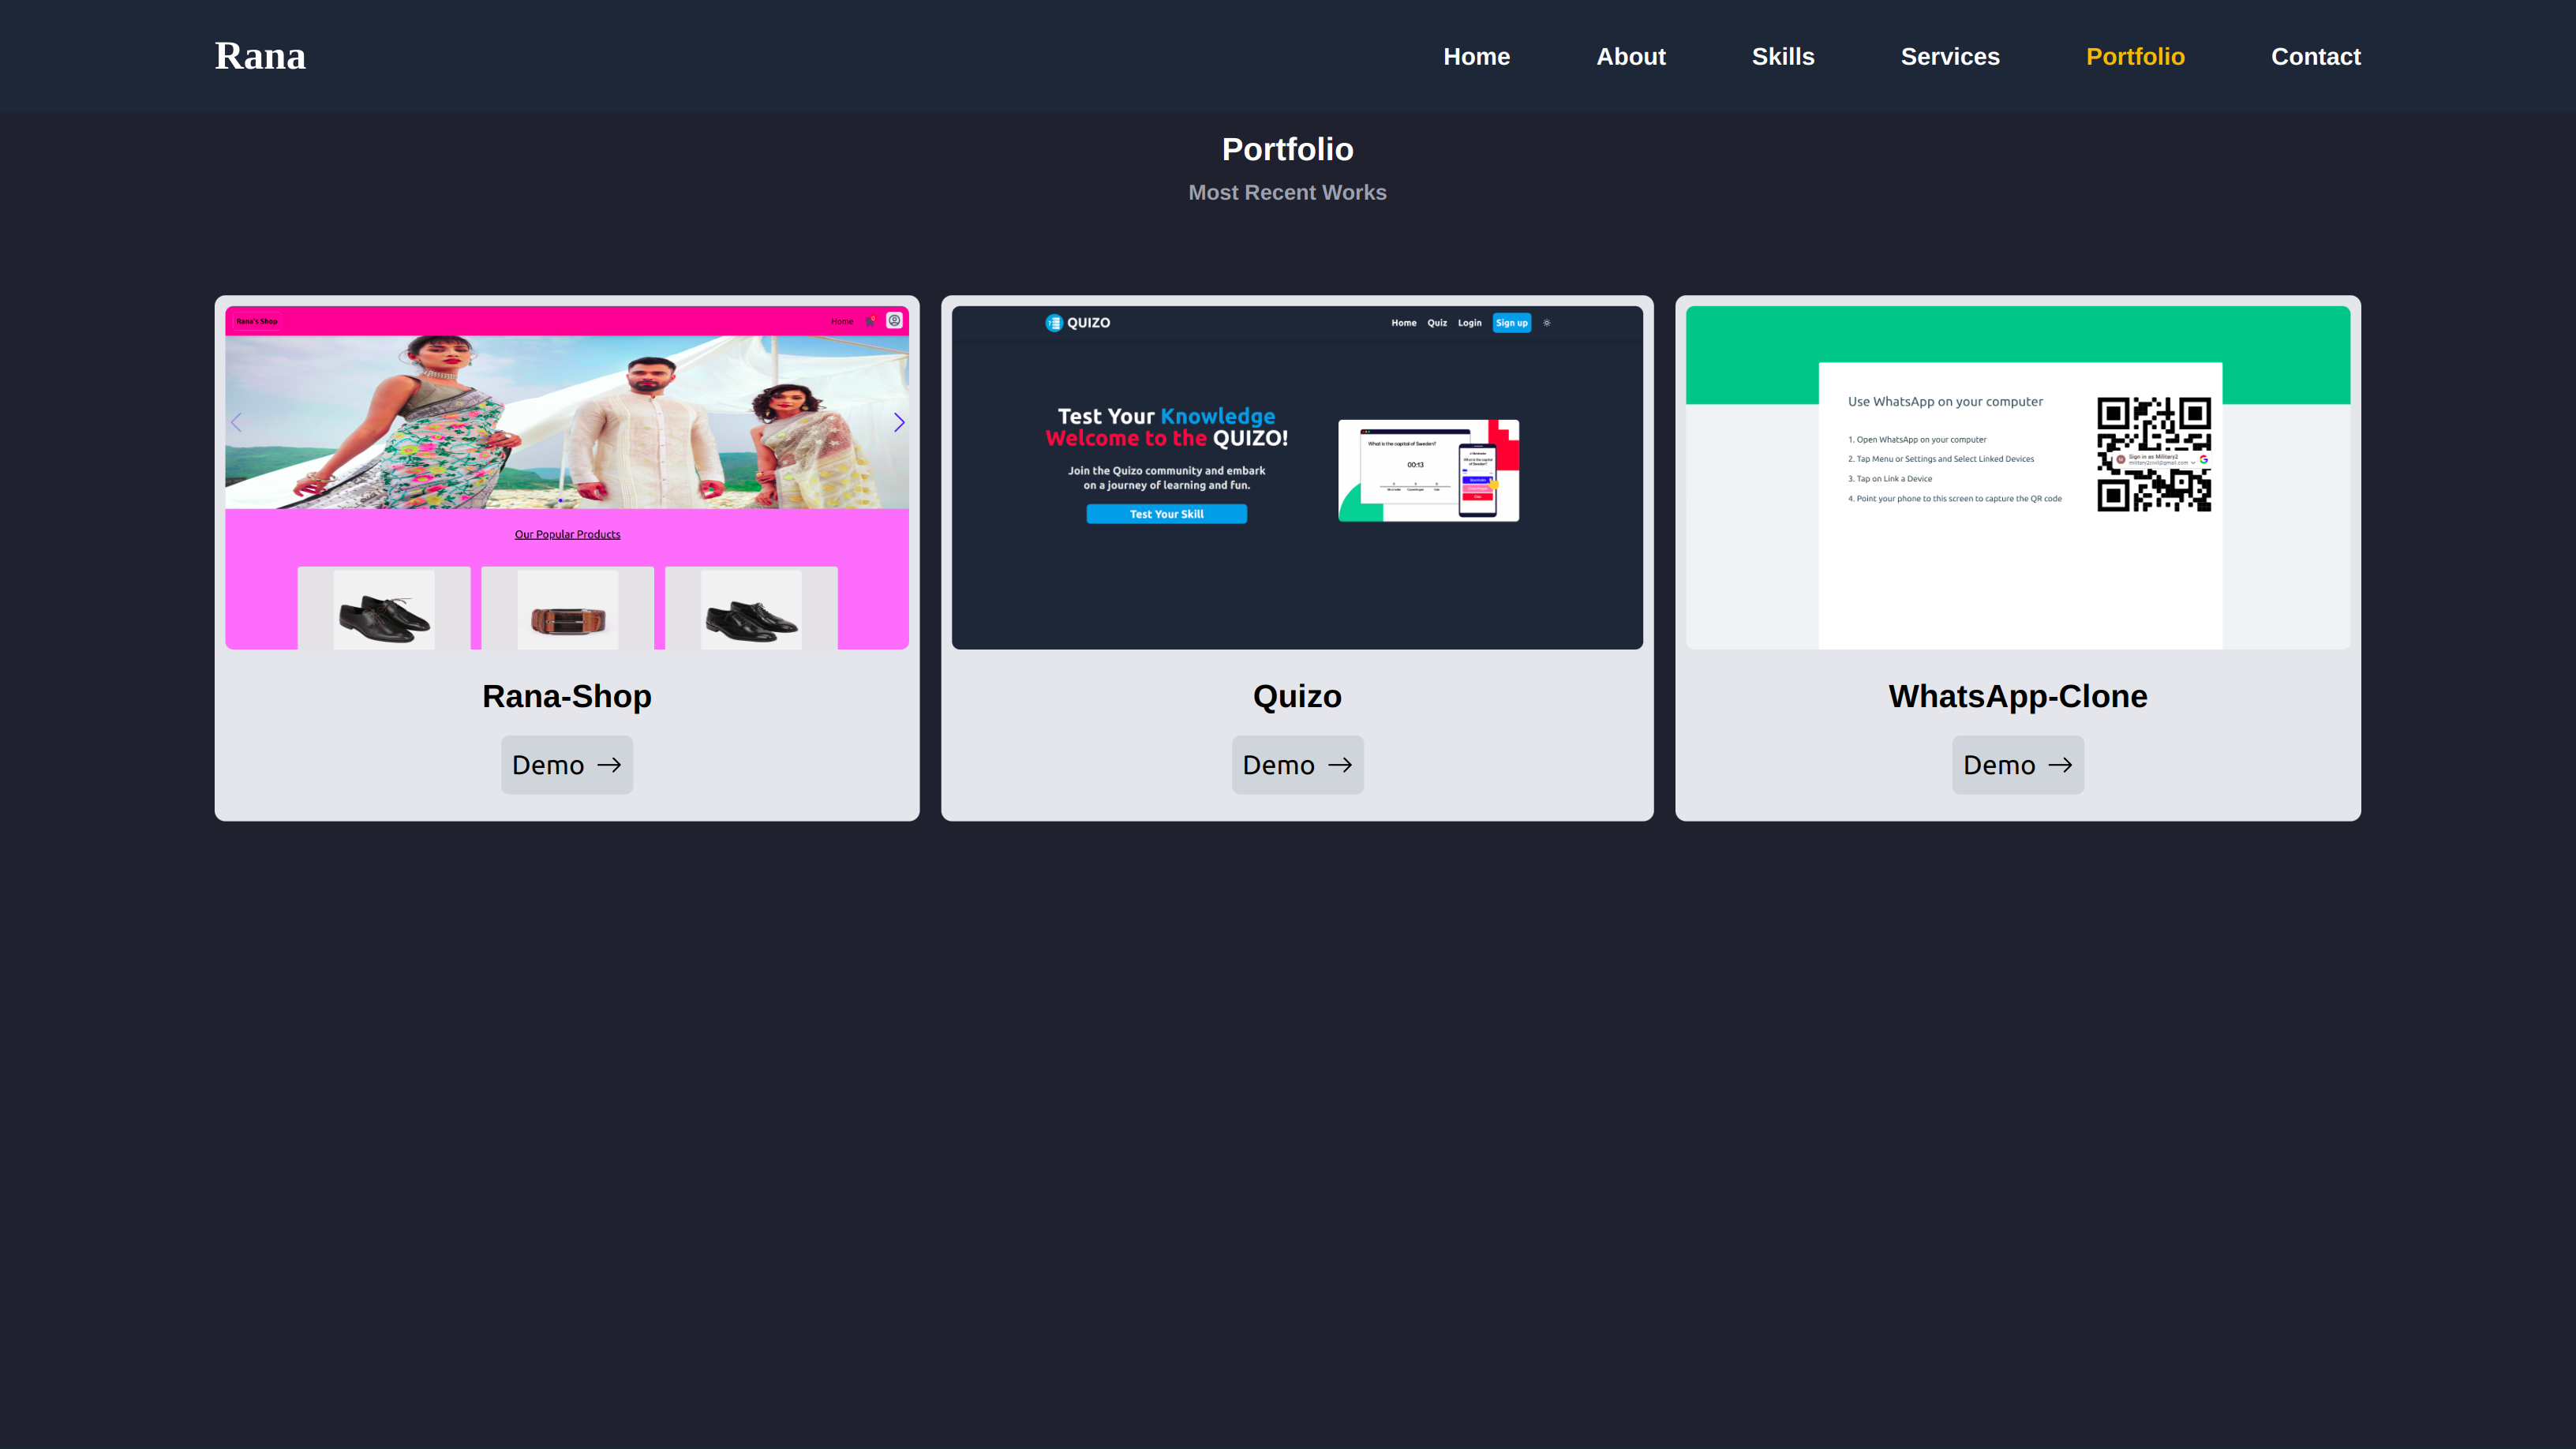 Rana
Home About Skills Services Portfolio Contact
Portfolio
Most Recent Works
Rana's Shop
Home
Our Popular Products
Rana-Shop
Demo
QUIZO
Home Quiz Login Sign up
Test Your Knowledge
Welcome to the QUIZO!
Join the Quizo community and embark
on a journey of learning and fun.
Test Your Skill
What is the capital of Sweden?
00:13
Quizo
Demo
Use WhatsApp on your computer
1. Open WhatsApp on your computer
2. Tap Menu or Settings and Select Linked Devices
3. Tap on Link a Device
4. Point your phone to this screen to capture the QR code
Sign in as Military2
WhatsApp-Clone
Demo